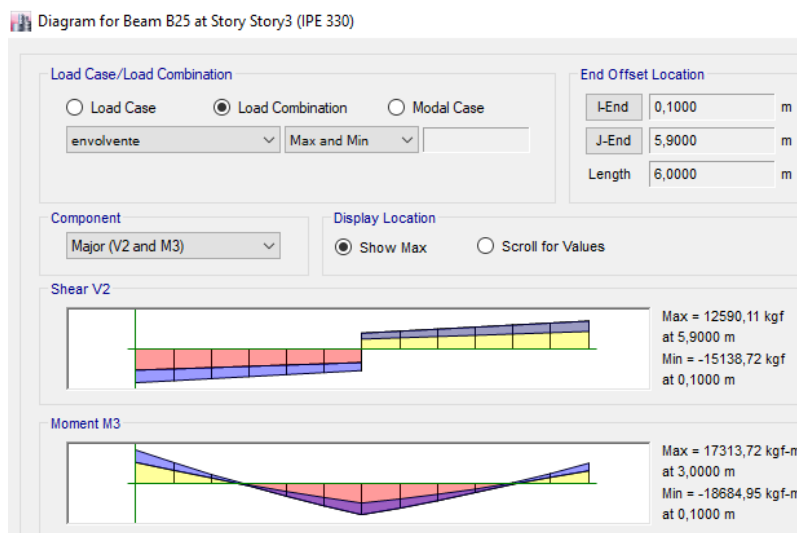 Diagram for Beam B25 at Story Story3 (IPE 330)
Load Case/Load Combination
Load Case
Load Combination
Modal Case
envolvente
Max and Min
End Offset Location
I-End 0,1000 m
J-End 5,9000 m
Length 6,0000 m
Component
Major (V2 and M3)
Display Location
Show Max
Scroll for Values
Shear V2
Max = 12590,11 kgf
at 5,9000 m
Min = -15138,72 kgf
at 0,1000 m
Moment M3
Max = 17313,72 kgf-m
at 3,0000 m
Min = -18684,95 kgf-m
at 0,1000 m